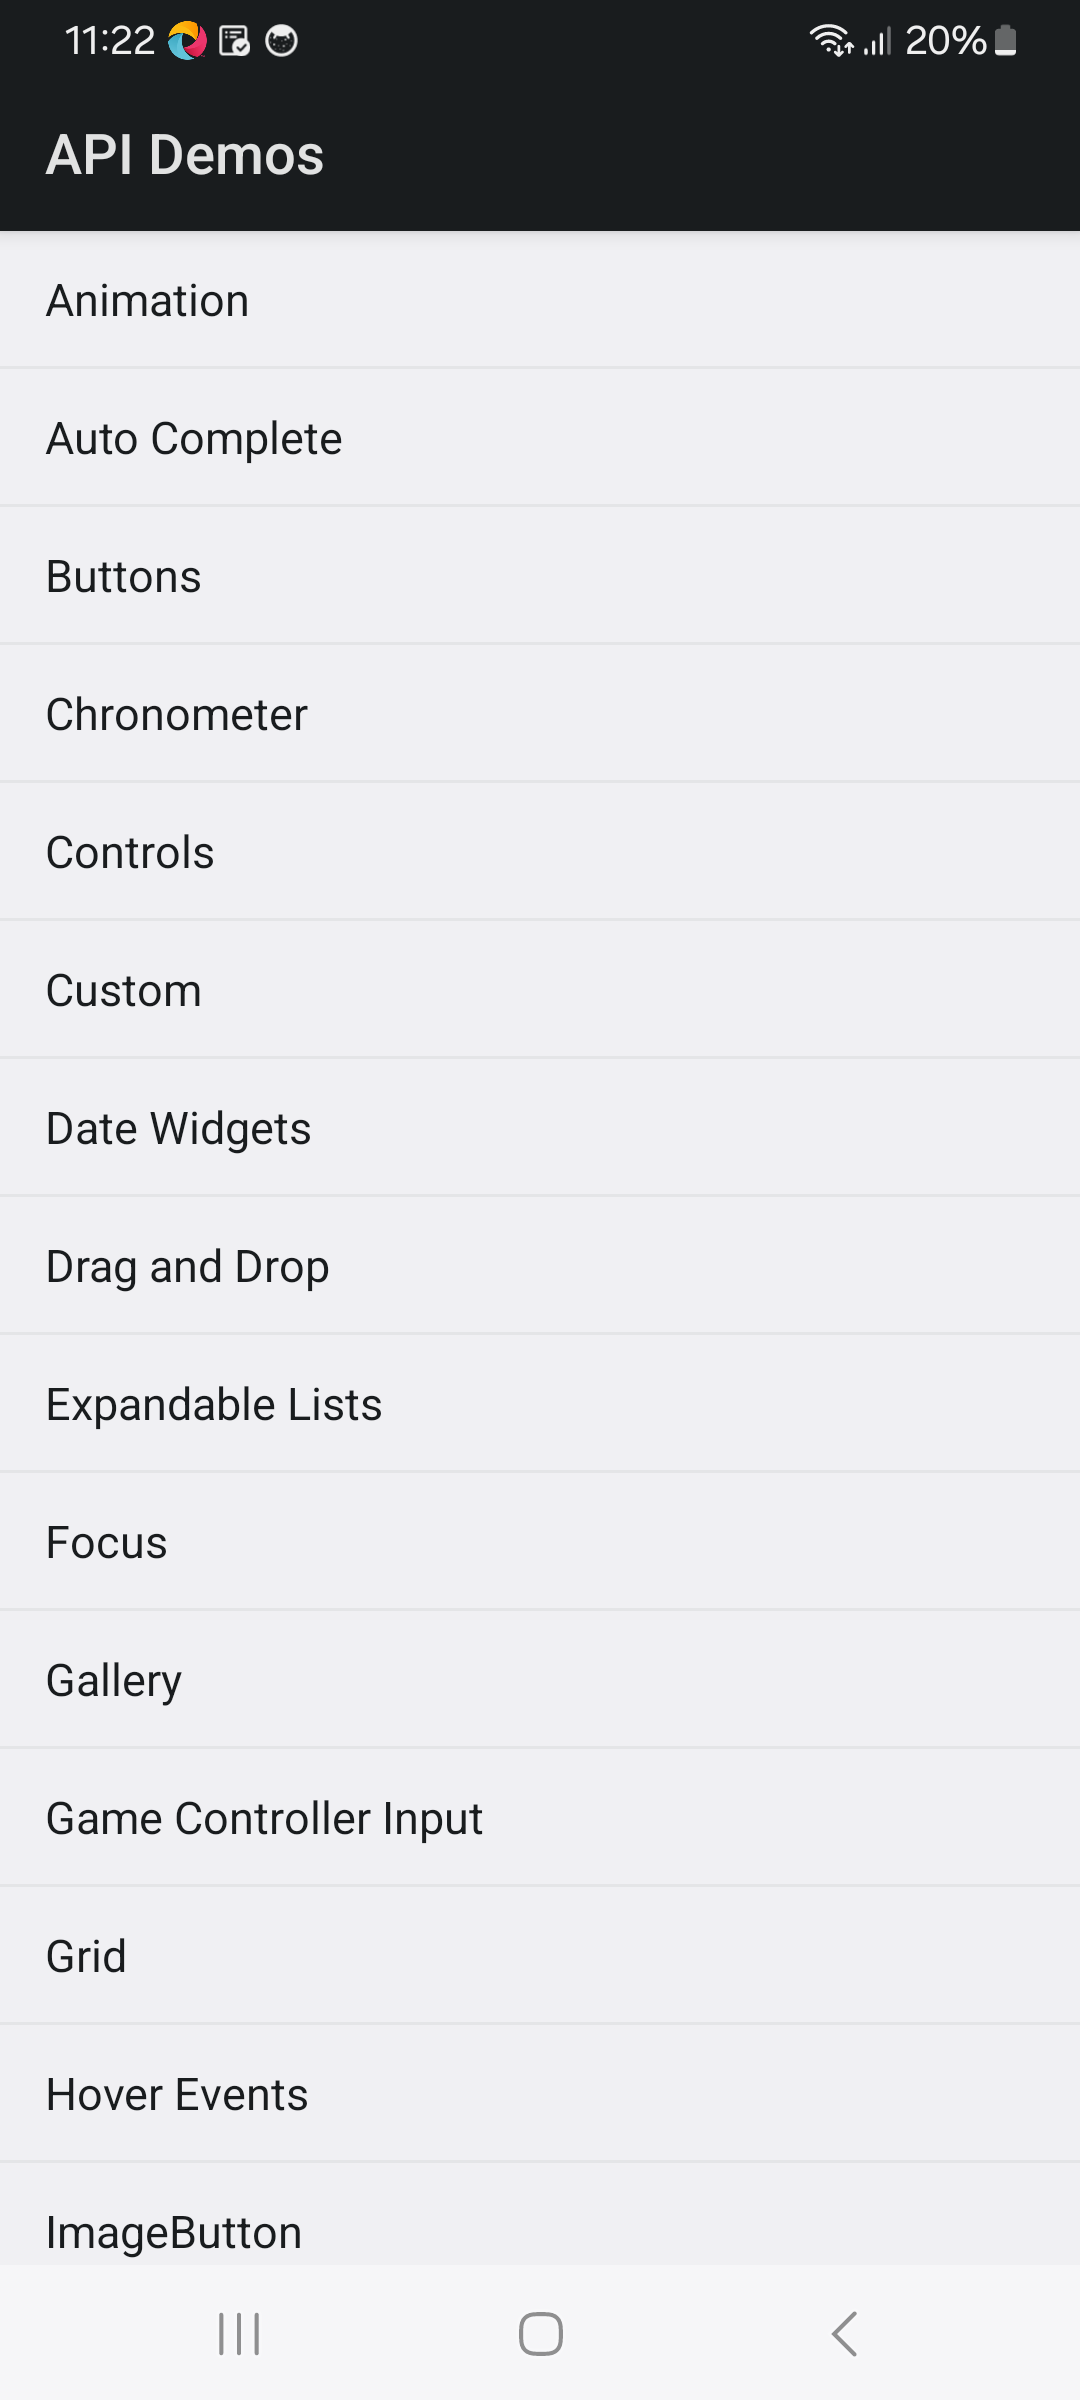 11:22 20%
API Demos
Animation
Auto Complete
Buttons
Chronometer
Controls
Custom
Date Widgets
Drag and Drop
Expandable Lists
Focus
Gallery
Game Controller Input
Grid
Hover Events
ImageButton